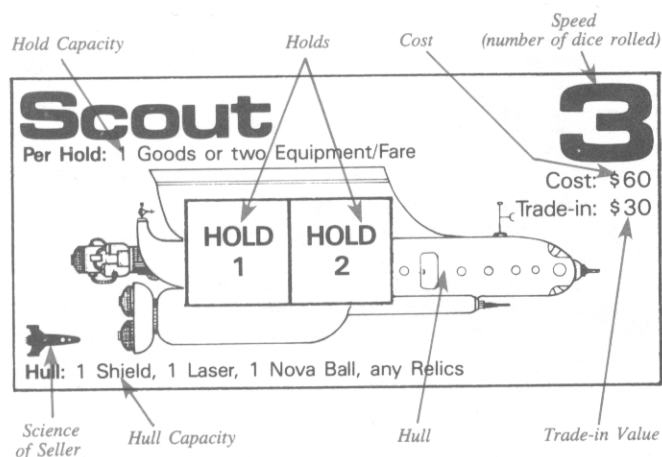 Speed
(number of dice rolled)
Hold Capacity
Holds
Cost
Scout
3
Per Hold: 1 Goods or two Equipment/Fare
Cost: $60
Trade-in: $30
HOLD
1
HOLD
2
Hull: 1 Shield, 1 Laser, 1 Nova Ball, any Relics
Science
of Seller
Hull Capacity
Hull
Trade-in Value